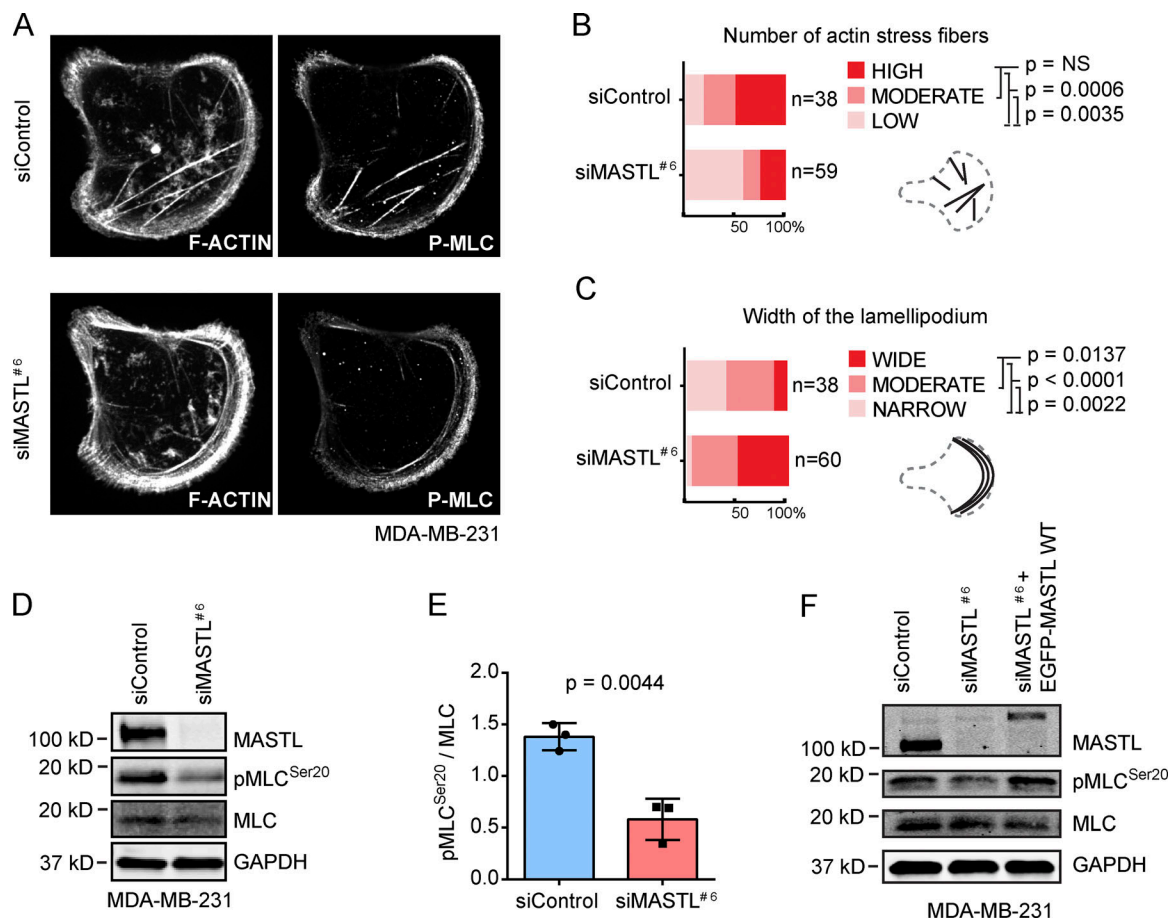 A
siControl
F-ACTIN
P-MLC
siMASTL#6
F-ACTIN
P-MLC
MDA-MB-231
B
Number of actin stress fibers
siControl
n=38
siMASTL#6
n=59
50
100%
HIGH
MODERATE
LOW
p = NS
p = 0.0006
p = 0.0035
C
Width of the lamellipodium
siControl
n=38
siMASTL#6
n=60
50
100%
WIDE
MODERATE
NARROW
p = 0.0137
p < 0.0001
p = 0.0022
D
siControl
siMASTL#6
100 kD
MASTL
20 kD
pMLCSer20
20 kD
MLC
37 kD
GAPDH
MDA-MB-231
E
pMLCSer20 / MLC
2.0
1.5
1.0
0.5
0.0
p = 0.0044
siControl
siMASTL#6
F
siControl
siMASTL#6
siMASTL#6 +
EGFP-MASTL WT
100 kD
MASTL
20 kD
pMLCSer20
20 kD
MLC
37 kD
GAPDH
MDA-MB-231